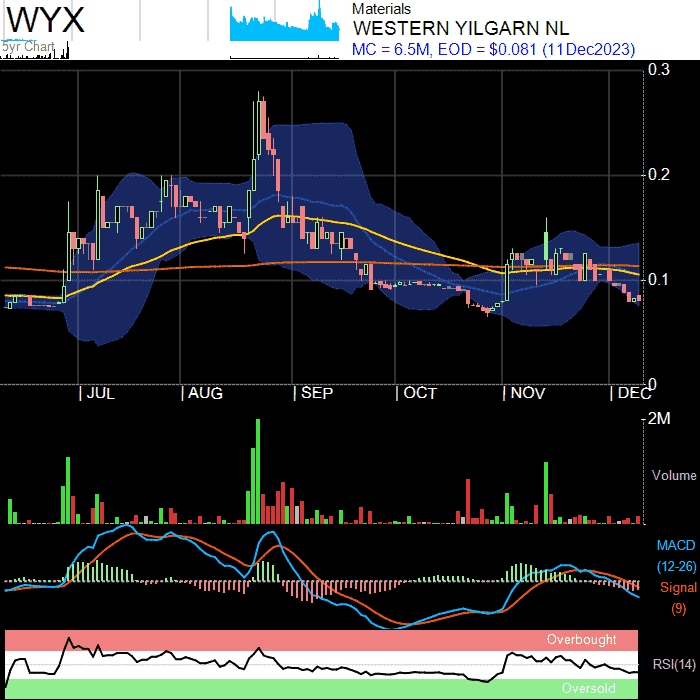 WYX
5yr Chart
Materials
WESTERN YILGARN NL
MC = 6.5M, EOD = $0.081 (11Dec2023)
0.3
0.2
0.1
0
JUL AUG SEP OCT NOV DEC
2M
Volume
MACD
(12-26)
Signal
(9)
Overbought
RSI(14)
Oversold